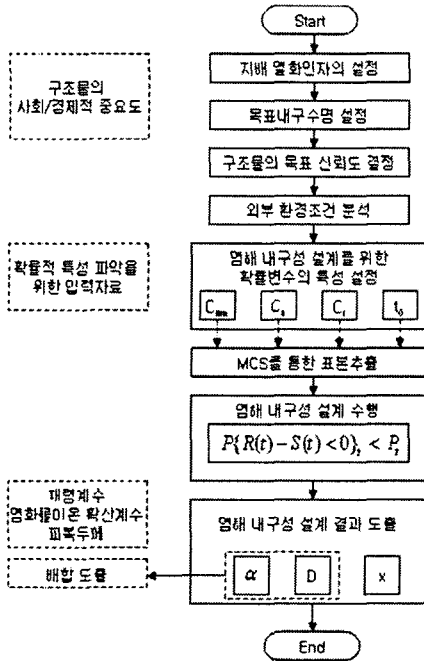 Start
지배 열화인자의 설정
구조물의
사회/경제적 중요도
목표내구수명 설정
구조물의 목표 신뢰도 결정
외부 환경조건 분석
확률적 특성 파악을
위한 입력자료
염해 내구성 설계를 위한
확률변수의 특성 설정
C_lim C_s C_i t_0
MCS를 통한 표본추출
염해 내구성 설계 수행
P{R(t)-S(t)<0}, < P
재령계수
염화물이온 확산계수
피복두께
염해 내구성 설계 결과 도출
배합 도출
α D x
End